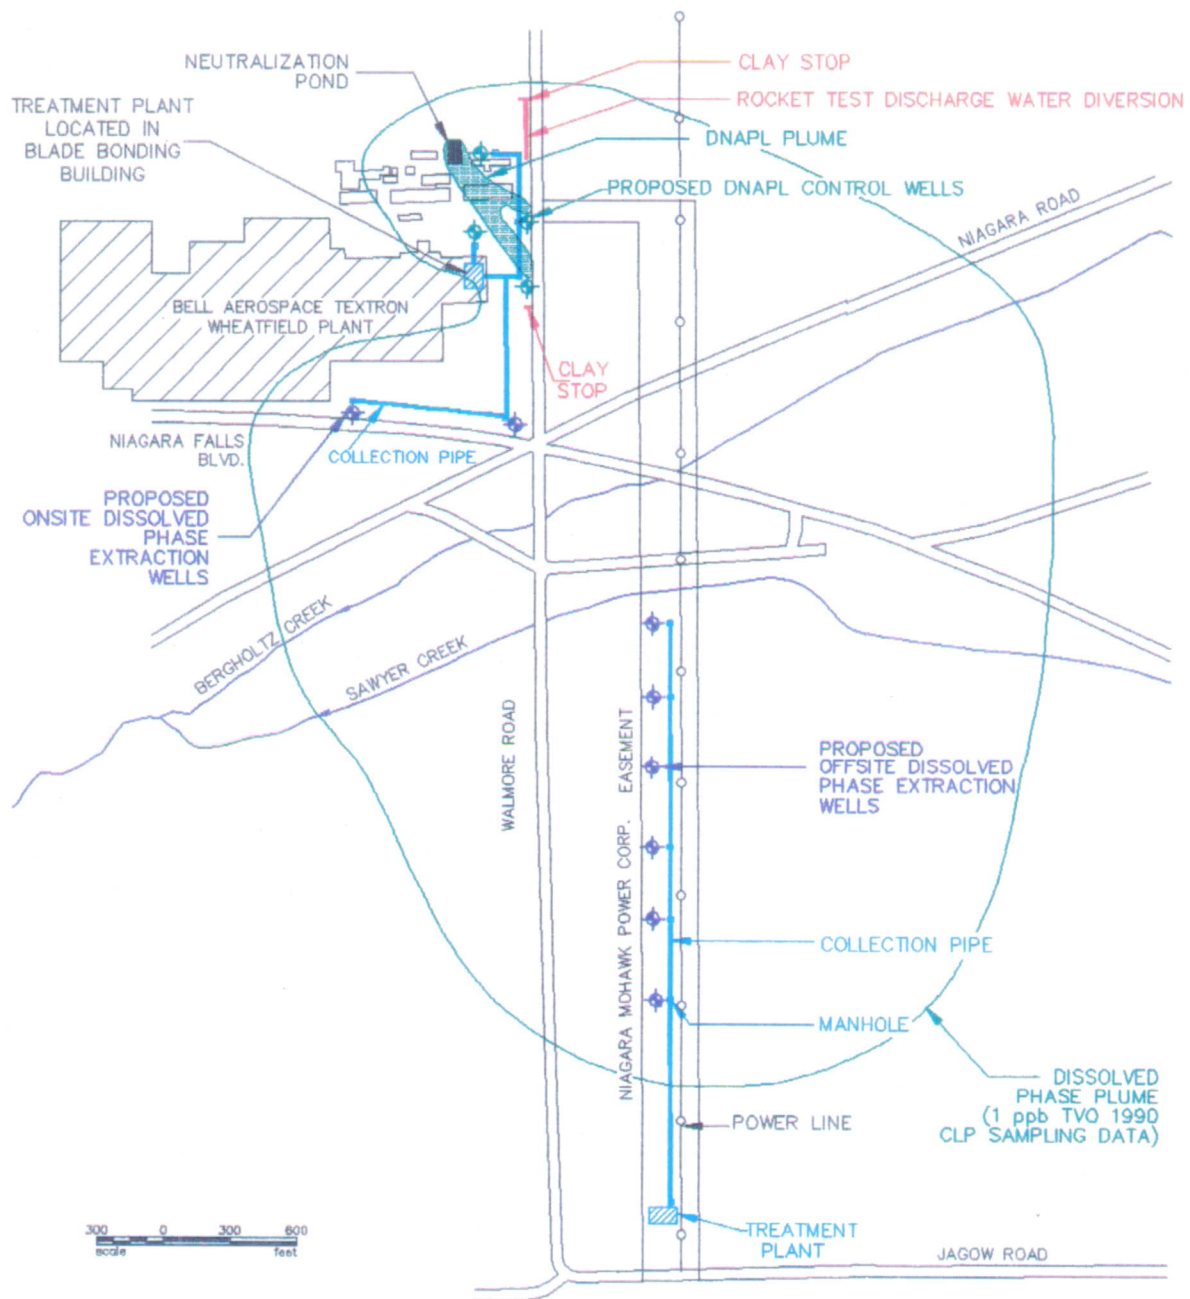 NEUTRALIZATION
POND
CLAY STOP
ROCKET TEST DISCHARGE WATER DIVERSION
TREATMENT PLANT
LOCATED IN
BLADE BONDING
BUILDING
DNAPL PLUME
PROPOSED DNAPL CONTROL WELLS
NIAGARA ROAD
BELL AEROSPACE TEXTRON
WHEATFIELD PLANT
CLAY
STOP
NIAGARA FALLS
BLVD.
COLLECTION PIPE
PROPOSED
ONSITE DISSOLVED
PHASE
EXTRACTION
WELLS
BERGHOLTZ CREEK
SAWYER CREEK
WALMORE ROAD
NIAGARA MOHAWK POWER CORP. EASEMENT
PROPOSED
OFFSITE DISSOLVED
PHASE EXTRACTION
WELLS
COLLECTION PIPE
MANHOLE
DISSOLVED
PHASE PLUME
(1 ppb TVO 1990
CLP SAMPLING DATA)
POWER LINE
TREATMENT
PLANT
JAGOW ROAD
300 0 300 600
scale feet